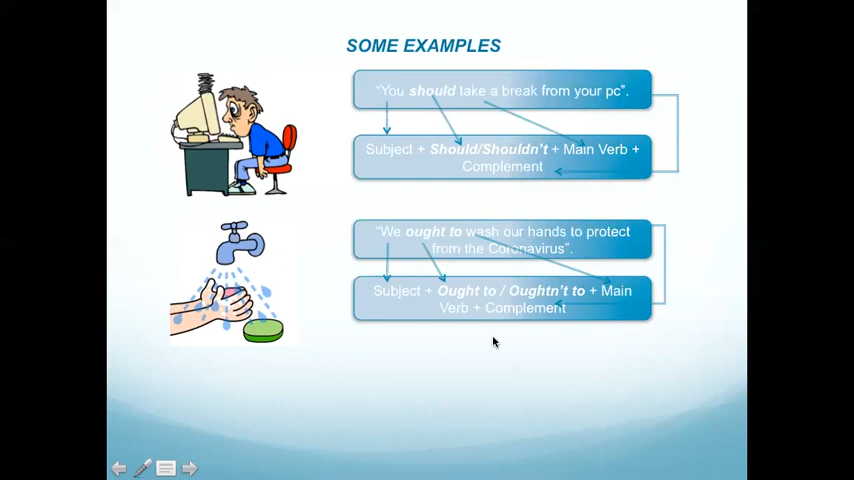 SOME EXAMPLES
"You should take a break from your pc".
Subject + Should/Shouldn't + Main Verb +
Complement
"We ought to wash our hands to protect
from the Coronavirus".
Subject + Ought to / Oughtn't to + Main
Verb + Complement